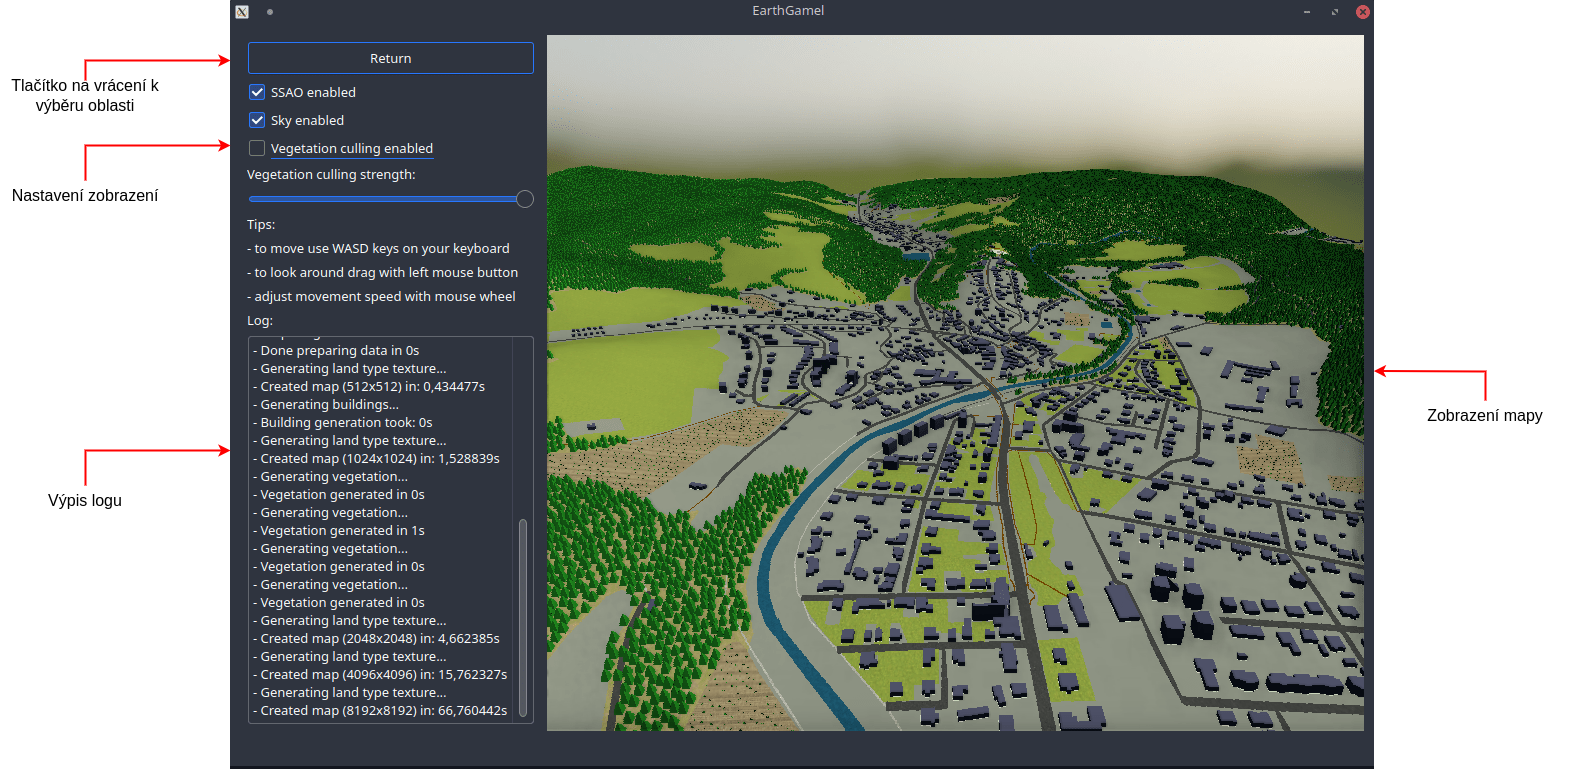 EarthGamel
Return
SSAO enabled
Sky enabled
Vegetation culling enabled
Vegetation culling strength:
Tips:
- to move use WASD keys on your keyboard
- to look around drag with left mouse button
- adjust movement speed with mouse wheel
Log:
- Done preparing data in 0s
- Generating land type texture...
- Created map (512x512) in: 0,434477s
- Generating buildings...
- Building generation took: 0s
- Generating land type texture...
- Created map (1024x1024) in: 1,528839s
- Generating vegetation...
- Vegetation generated in 0s
- Generating vegetation...
- Vegetation generated in 1s
- Generating vegetation...
- Vegetation generated in 0s
- Generating vegetation...
- Vegetation generated in 0s
- Generating land type texture...
- Created map (2048x2048) in: 4,662385s
- Generating land type texture...
- Created map (4096x4096) in: 15,762327s
- Generating land type texture...
- Created map (8192x8192) in: 66,760442s
Tlačítko na vrácení k
výběru oblasti
Nastavení zobrazení
Výpis logu
Zobrazení mapy